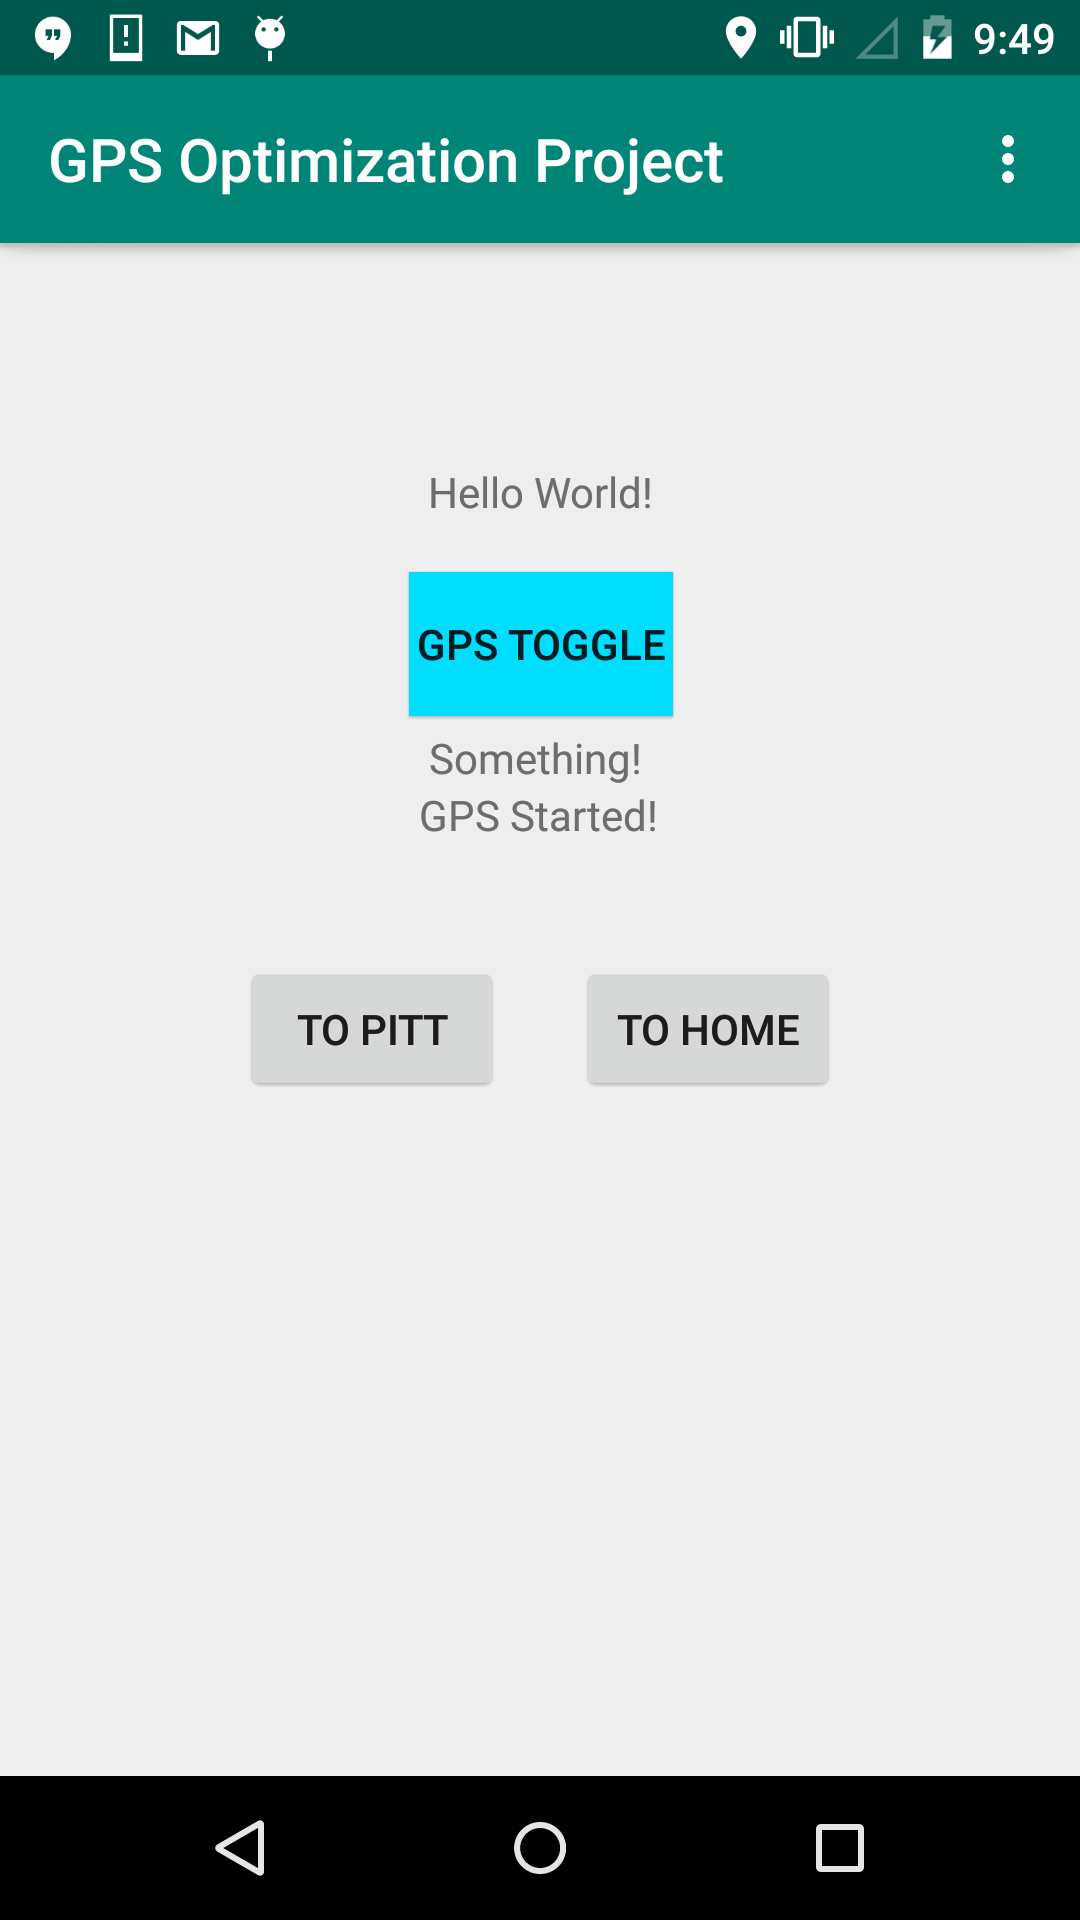 9:49
GPS Optimization Project
Hello World!
GPS TOGGLE
Something!
GPS Started!
TO PITT
TO HOME